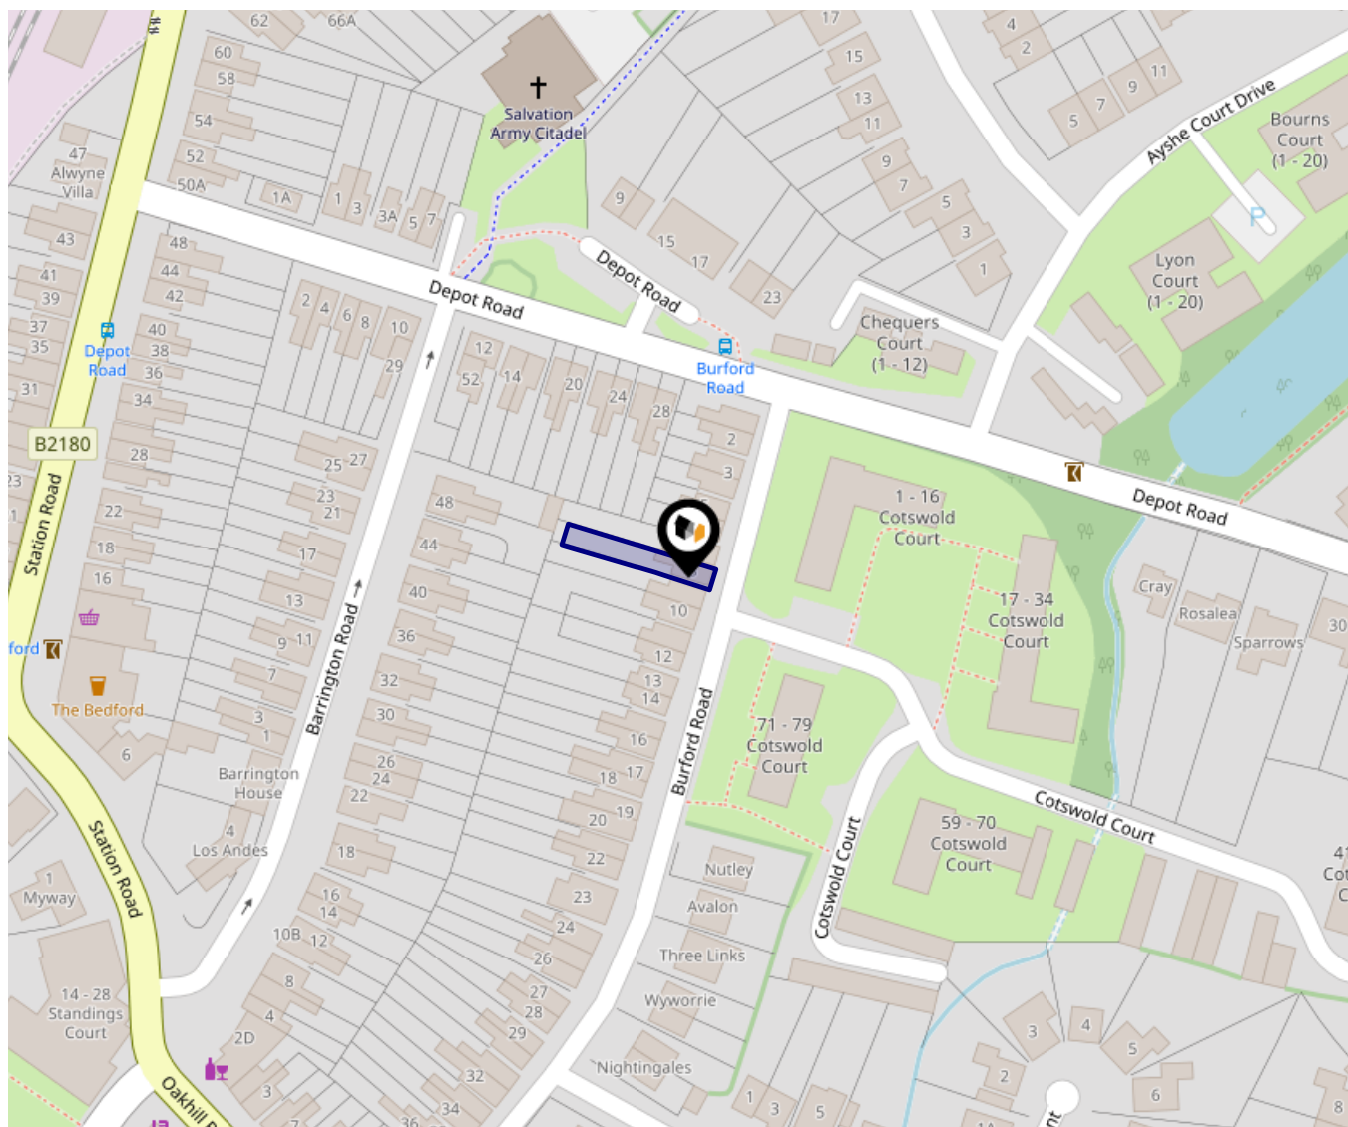 62
66A
60
58
54
52
50A
1A
1
3
3A
5
7
47
Alwyne
Villa
43
41
39
37
35
31
23
Depot
Road
B2180
Station Road
48
44
42
40
38
36
34
28
22
18
16
The Bedford
6
ford
Salvation
Army Citadel
Depot Road
Depot Road
9
15
17
23
17
15
13
11
9
7
5
3
1
4
2
5
7
9
11
Ayshe Court Drive
Bourns
Court
(1 - 20)
P
Lyon
Court
(1 - 20)
Chequers
Court
(1 - 12)
Burford
Road
Depot Road
2
4
6
8
10
29
12
52
14
20
24
28
2
3
25
27
23
21
17
13
9
11
7
3
1
Barrington Road
Barrington
House
4
Los Andes
48
44
40
36
32
30
26
24
22
18
16
14
10B
12
8
4
2D
3
7
10
12
13
14
16
18
17
19
20
22
23
24
26
27
28
29
32
34
36
Burford Road
1 - 16
Cotswold
Court
17 - 34
Cotswold
Court
71 - 79
Cotswold
Court
59 - 70
Cotswold
Court
Cotswold Court
Cotswold Court
Cray
Rosalea
Sparrows
30
41
Cot
C
Nutley
Avalon
Three Links
Wyworrie
Nightingales
1
3
5
1
Myway
14 - 28
Standings
Court
Station Road
Oakhill R
3
4
5
2
6
8